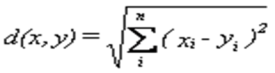 d(x, y) = √(∑_i^n (x_i - y_i)^2)